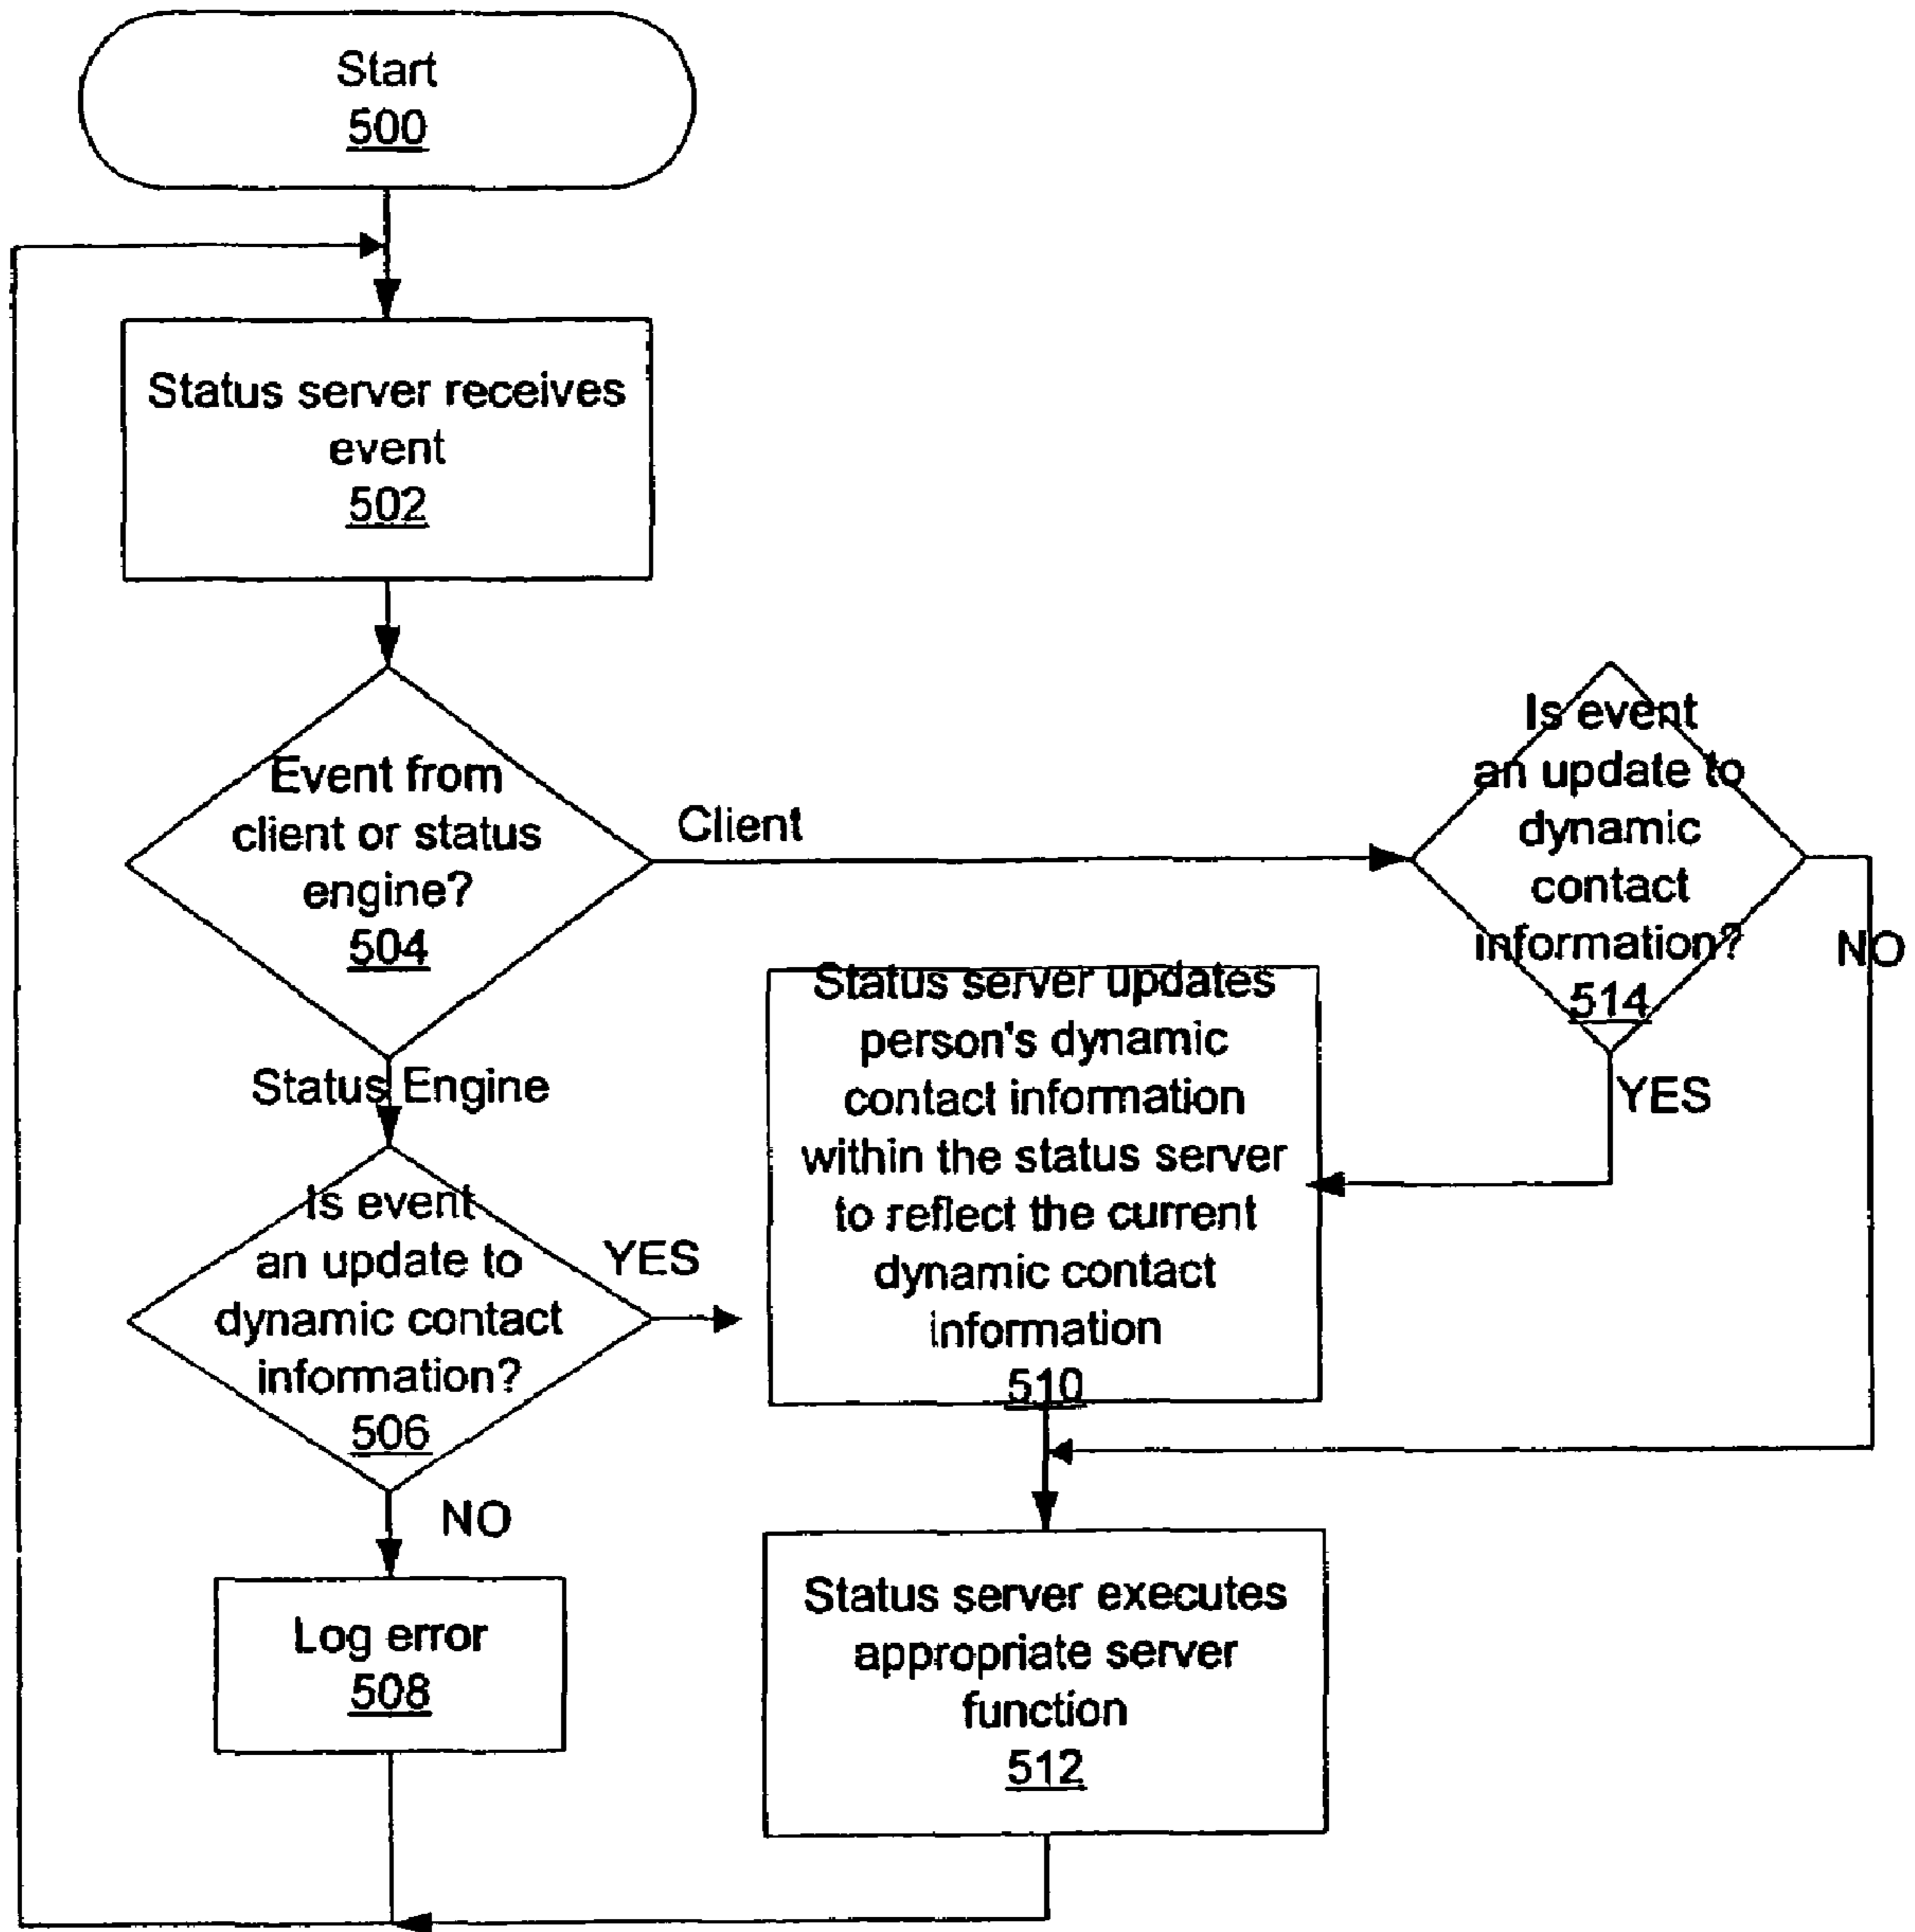 Start
500
Status server receives
event
502
Event from
client or status
engine?
504
Client
Is event
an update to
dynamic
contact
information?
514
NO
YES
Status Engine
Is event
an update to
dynamic contact
information?
506
YES
NO
Status server updates
person's dynamic
contact information
within the status server
to reflect the current
dynamic contact
information
510
Log error
508
Status server executes
appropriate server
function
512